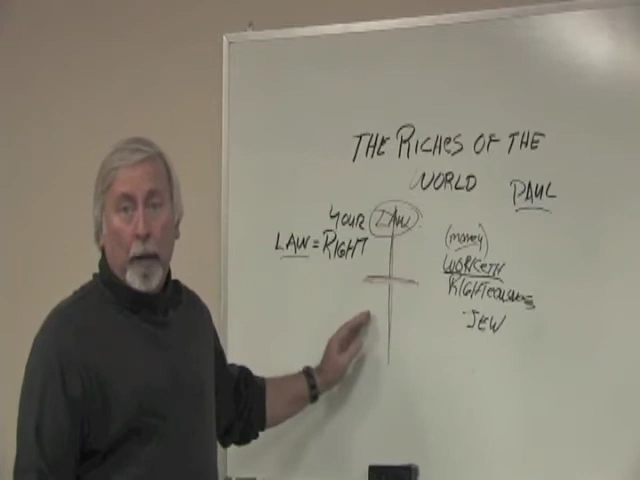 THE RICHES OF THE
WORLD PAUL
YOUR LAW
LAW = RIGHT
(money)
WORKETH
RIGHTEOUSNESS
JEW